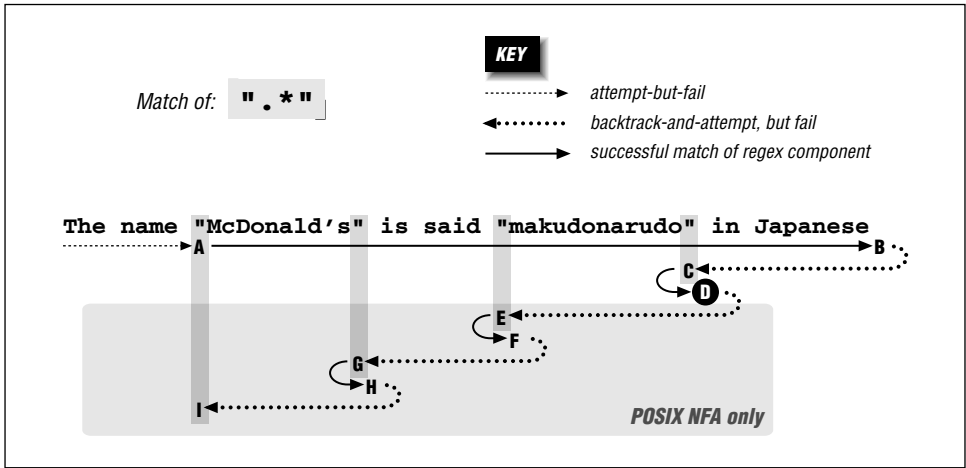 KEY
Match of: ".*"
attempt-but-fail
backtrack-and-attempt, but fail
successful match of regex component
The name "McDonald's" is said "makudonarudo" in Japanese
A B
C
D
E
F
G
H
I
POSIX NFA only